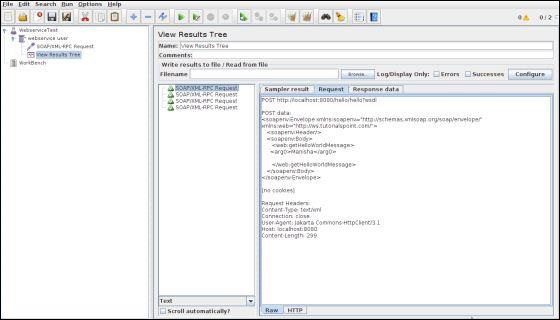 File Edit Search Run Options Help
0 0 / 2
WebserviceTest
webservice user
SOAP/XML-RPC Request
View Results Tree
WorkBench
View Results Tree
Name: View Results Tree
Comments:
Write results to file / Read from file
Filename Browse... Log/Display Only: Errors Successes Configure
SOAP/XML-RPC Request
SOAP/XML-RPC Request
SOAP/XML-RPC Request
SOAP/XML-RPC Request
Text
Scroll automatically?
Sampler result Request Response data
POST http://localhost:8080/hello/hello?wsdl
POST data:
<soapenv:Envelope xmlns:soapenv="http://schemas.xmlsoap.org/soap/envelope/"
xmlns:web="http://ws.tutorialspoint.com/">
<soapenv:Header/>
<soapenv:Body>
<web:getHelloWorldMessage>
<arg0>Manisha</arg0>
</web:getHelloWorldMessage>
</soapenv:Body>
</soapenv:Envelope>
[no cookies]
Request Headers:
Content-Type: text/xml
Connection: close
User-Agent: Jakarta Commons-HttpClient/3.1
Host: localhost:8080
Content-Length: 299
Raw HTTP